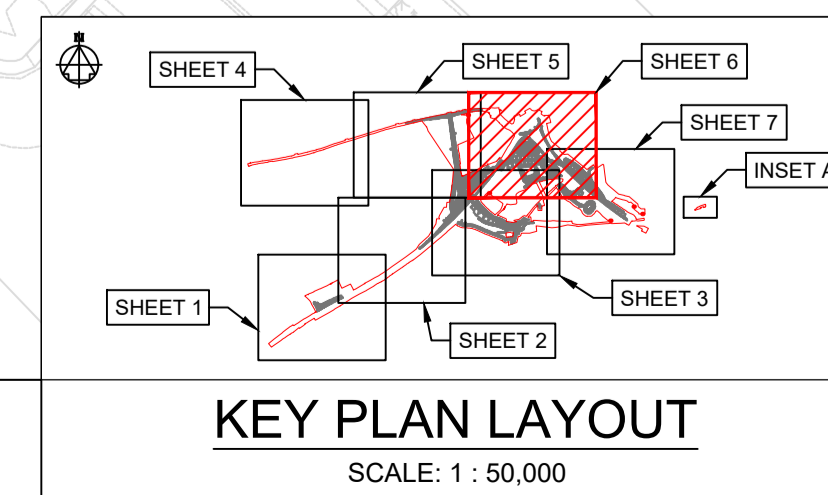 N
SHEET 4
SHEET 5
SHEET 6
SHEET 7
INSET A
SHEET 1
SHEET 2
SHEET 3
KEY PLAN LAYOUT
SCALE: 1 : 50,000